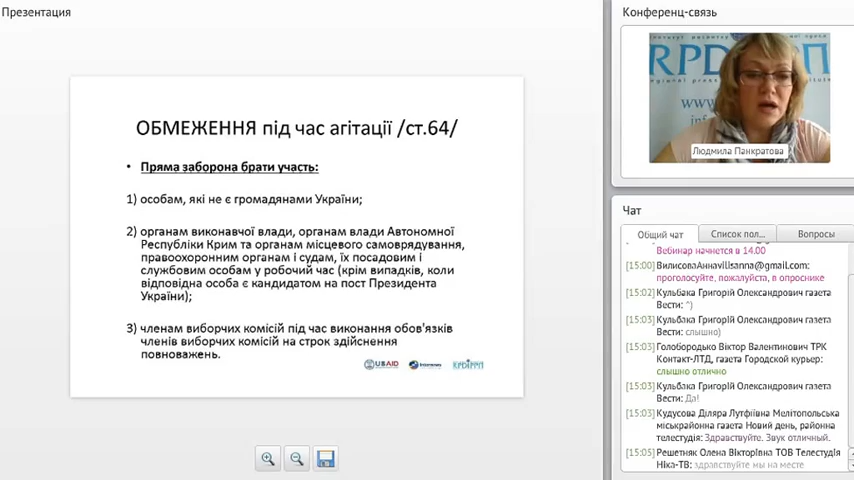 Презентация
ОБМЕЖЕННЯ під час агітації /ст.64/
• Пряма заборона брати участь:
1) особам, які не є громадянами України;
2) органам виконавчої влади, органам влади Автономної
Республіки Крим та органам місцевого самоврядування,
правоохоронним органам і судам, їх посадовим і
службовим особам у робочий час (крім випадків, коли
відповідна особа є кандидатом на пост Президента
України);
3) членам виборчих комісій під час виконання обов'язків
членів виборчих комісій на строк здійснення
повноважень.
USAID
Internews
Конференц-связь
Людмила Панкратова
Чат
Общий чат
Список пол...
Вопросы
Вебинар начнется в 14.00
[15:00] ВилисоваАннаvilisanna@gmail.com:
проголосуйте, пожалуйста, в опроснике
[15:02] Кульбака Григорій Олександрович газета
Вести: ^)
[15:03] Кульбака Григорій Олександрович газета
Вести: слышно)
[15:03] Голобородько Віктор Валентинович ТРК
Контакт-ЛТД, газета Городской курьер:
слышно отлично
[15:03] Кульбака Григорій Олександрович газета
Вести: Да!
[15:03] Кудусова Діляра Лутфіївна Мелітопольська
міськрайонна газета Новий день, районна
телестудія: Здравствуйте. Звук отличный.
[15:05] Решетняк Олена Вікторівна ТОВ Телестудія
Ніка-ТВ: здравствуйте мы на месте